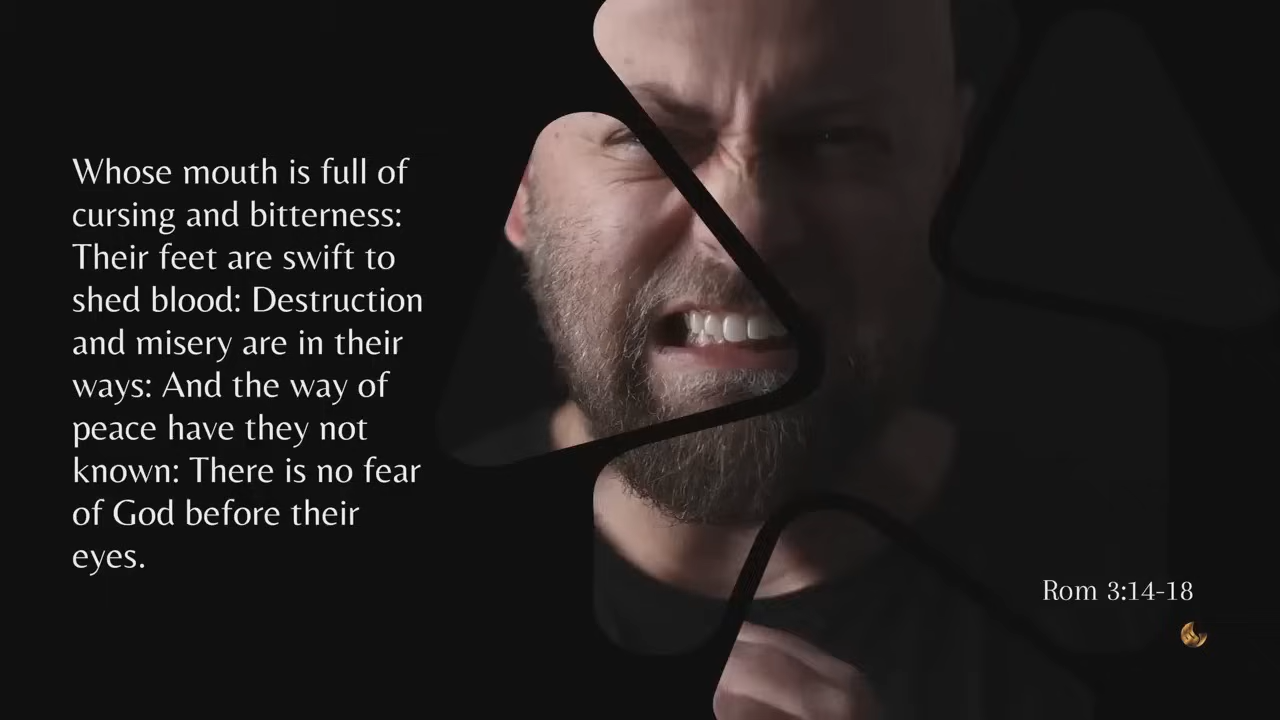 Whose mouth is full of
cursing and bitterness:
Their feet are swift to
shed blood: Destruction
and misery are in their
ways: And the way of
peace have they not
known: There is no fear
of God before their
eyes.
Rom 3:14-18